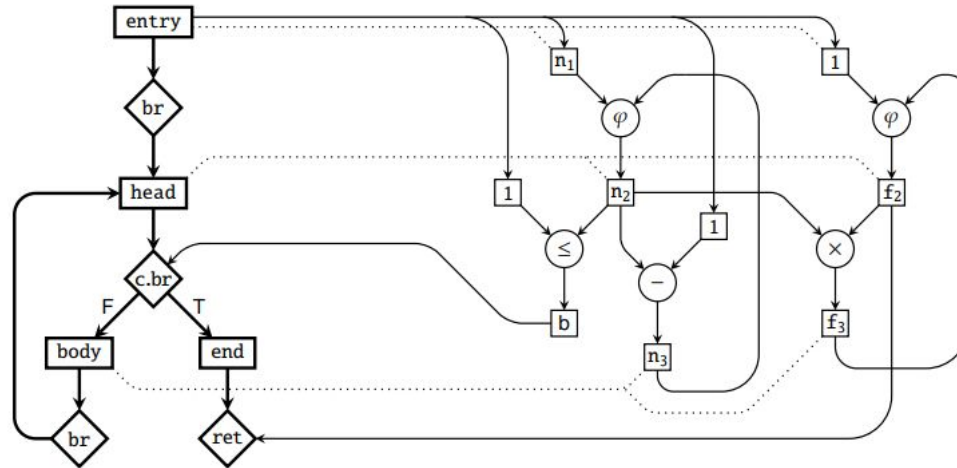 entry
n₁ 1
br φ φ
head 1 n₂ f₂
1
≤ ×
c.br −
F T b f₃
body end n₃
br ret